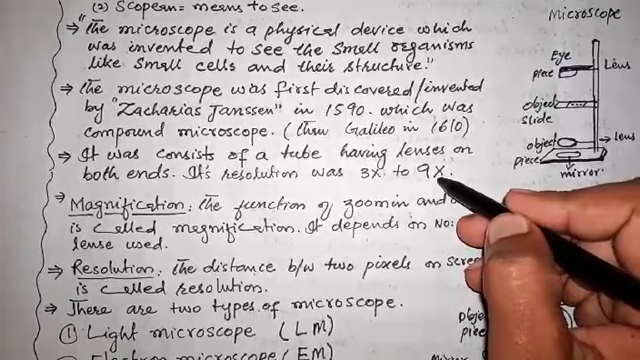 (2) Scopern = means to see.
⇒ "The microscope is a physical device which
was invented to see the small organisms
like small cells and their structure."
⇒ The microscope was first discovered/invented
by "Zacharias Janssen" in 1590. which was
compound microscope. (then Galileo in 1610)
⇒ It was consists of a tube having lenses on
both ends. It's resolution was 3X to 9X.
⇒ Magnification: The function of zoomin and
is called magnification. It depends on No:
lense used.
⇒ Resolution: The distance b/w two pixels on
is called resolution.
⇒ There are two types of microscope.
① Light microscope (LM)
Electron microscope (EM)
Microscope
Eye
piece
Lens
object
slide
object
piece
Lens
mirror
piece